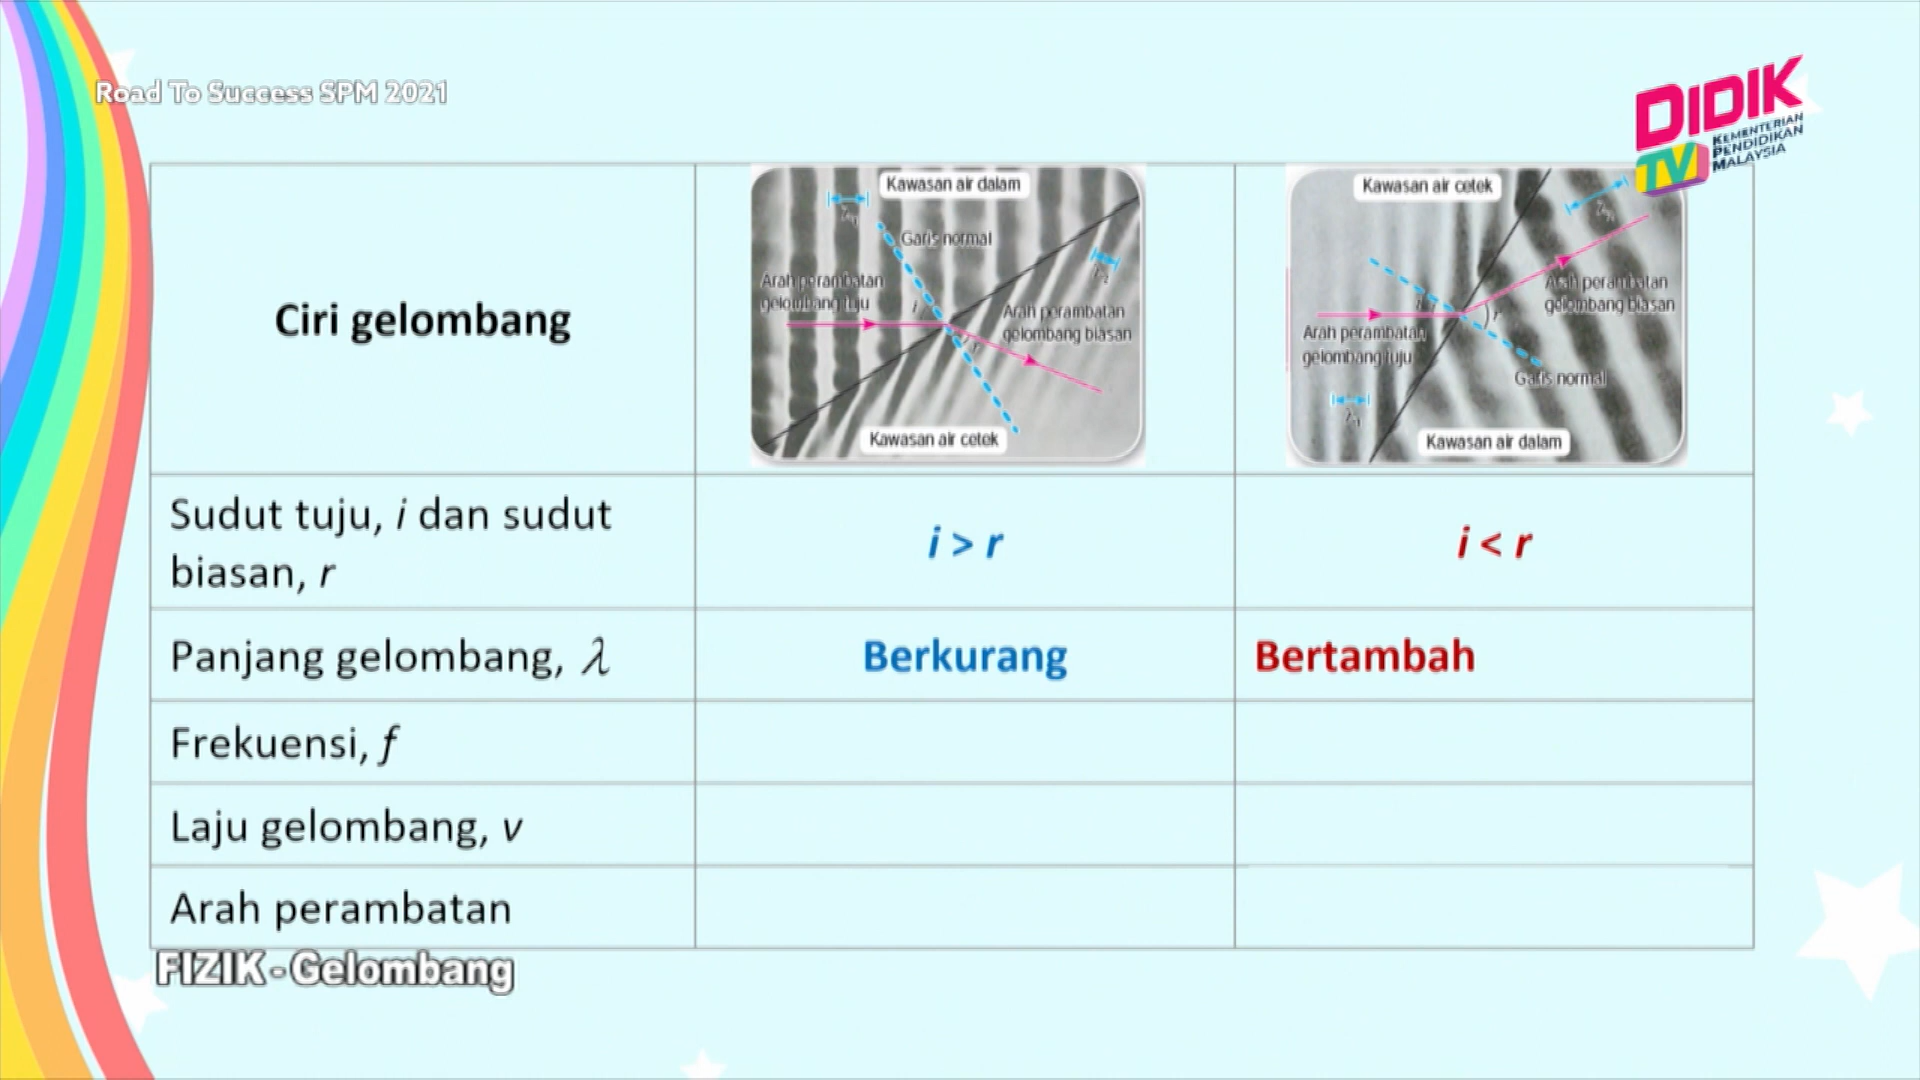 Road To Success SPM 2021
DIDIK
TV
KEMENTERIAN
PENDIDIKAN
MALAYSIA
Ciri gelombang
Kawasan air dalam
Garis normal
Arah perambatan
gelombang tuju
i
Arah perambatan
gelombang biasan
r
Kawasan air cetek
Kawasan air cetek
Arah perambatan
gelombang biasan
i
r
Arah perambatan
gelombang tuju
Garis normal
λ₁
Kawasan air dalam
Sudut tuju, i dan sudut
biasan, r
i > r
i < r
Panjang gelombang, λ
Berkurang
Bertambah
Frekuensi, f
Laju gelombang, v
Arah perambatan
FIZIK - Gelombang